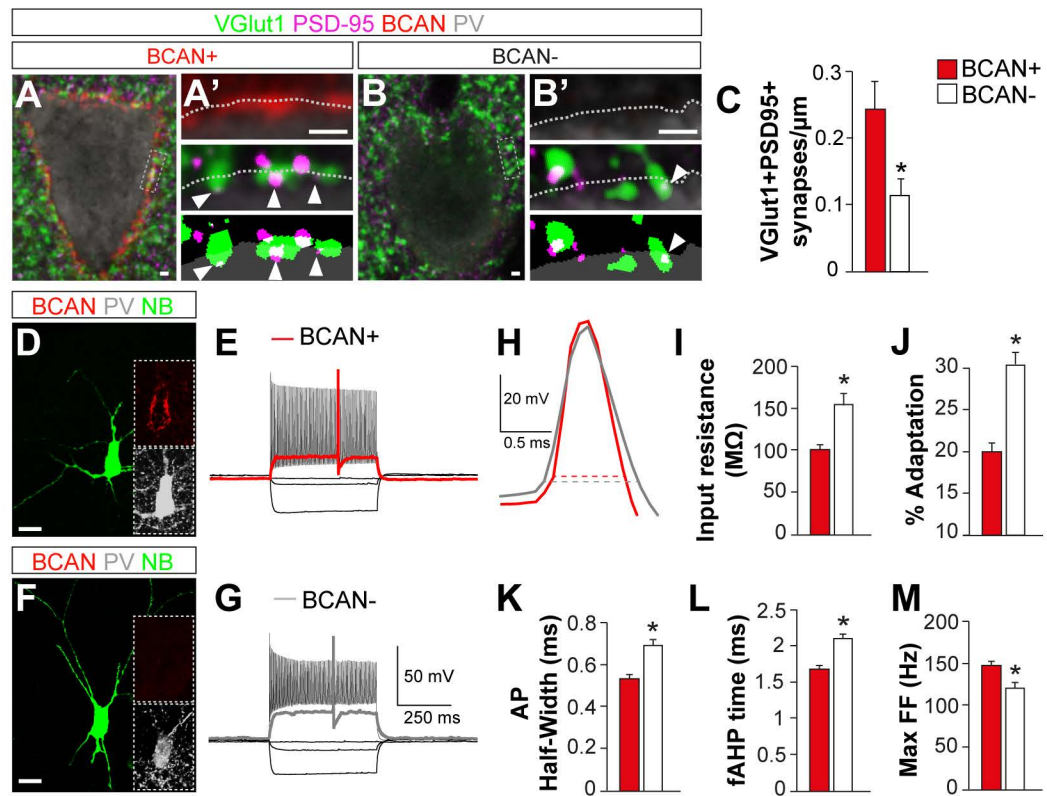 VGlut1 PSD-95 BCAN PV
BCAN+
BCAN-
A
A'
B
B'
C
VGlut1+PSD95+
synapses/μm
0.3
0.2
0.1
0
*
BCAN+
BCAN-
BCAN PV NB
D
E
BCAN+
H
20 mV
0.5 ms
I
Input resistance
(MΩ)
200
150
100
50
0
*
J
% Adaptation
30
25
20
15
10
*
BCAN PV NB
F
G
BCAN-
50 mV
250 ms
K
AP
Half-Width (ms)
0.8
0.6
0.4
0.2
0
*
L
fAHP time (ms)
2.5
2
1.5
1
0.5
0
*
M
Max FF (Hz)
200
150
100
50
0
*